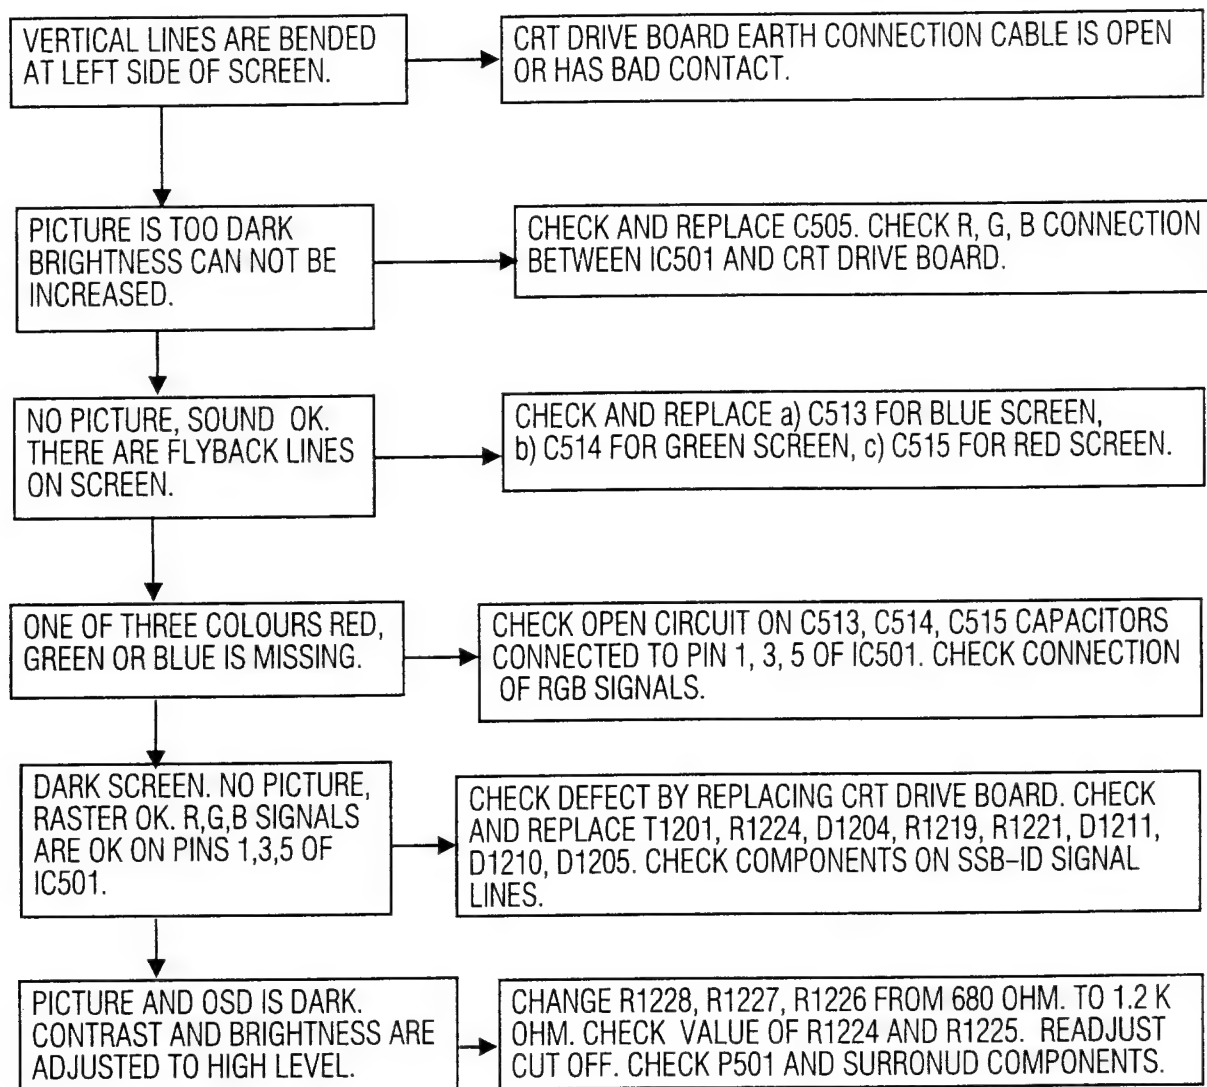 VERTICAL LINES ARE BENDED
AT LEFT SIDE OF SCREEN.
CRT DRIVE BOARD EARTH CONNECTION CABLE IS OPEN
OR HAS BAD CONTACT.
PICTURE IS TOO DARK
BRIGHTNESS CAN NOT BE
INCREASED.
CHECK AND REPLACE C505. CHECK R, G, B CONNECTION
BETWEEN IC501 AND CRT DRIVE BOARD.
NO PICTURE, SOUND OK.
THERE ARE FLYBACK LINES
ON SCREEN.
CHECK AND REPLACE a) C513 FOR BLUE SCREEN,
b) C514 FOR GREEN SCREEN, c) C515 FOR RED SCREEN.
ONE OF THREE COLOURS RED,
GREEN OR BLUE IS MISSING.
CHECK OPEN CIRCUIT ON C513, C514, C515 CAPACITORS
CONNECTED TO PIN 1, 3, 5 OF IC501. CHECK CONNECTION
OF RGB SIGNALS.
DARK SCREEN. NO PICTURE,
RASTER OK. R,G,B SIGNALS
ARE OK ON PINS 1,3,5 OF
IC501.
CHECK DEFECT BY REPLACING CRT DRIVE BOARD. CHECK
AND REPLACE T1201, R1224, D1204, R1219, R1221, D1211,
D1210, D1205. CHECK COMPONENTS ON SSB-ID SIGNAL
LINES.
PICTURE AND OSD IS DARK.
CONTRAST AND BRIGHTNESS ARE
ADJUSTED TO HIGH LEVEL.
CHANGE R1228, R1227, R1226 FROM 680 OHM. TO 1.2 K
OHM. CHECK VALUE OF R1224 AND R1225. READJUST
CUT OFF. CHECK P501 AND SURRONUD COMPONENTS.